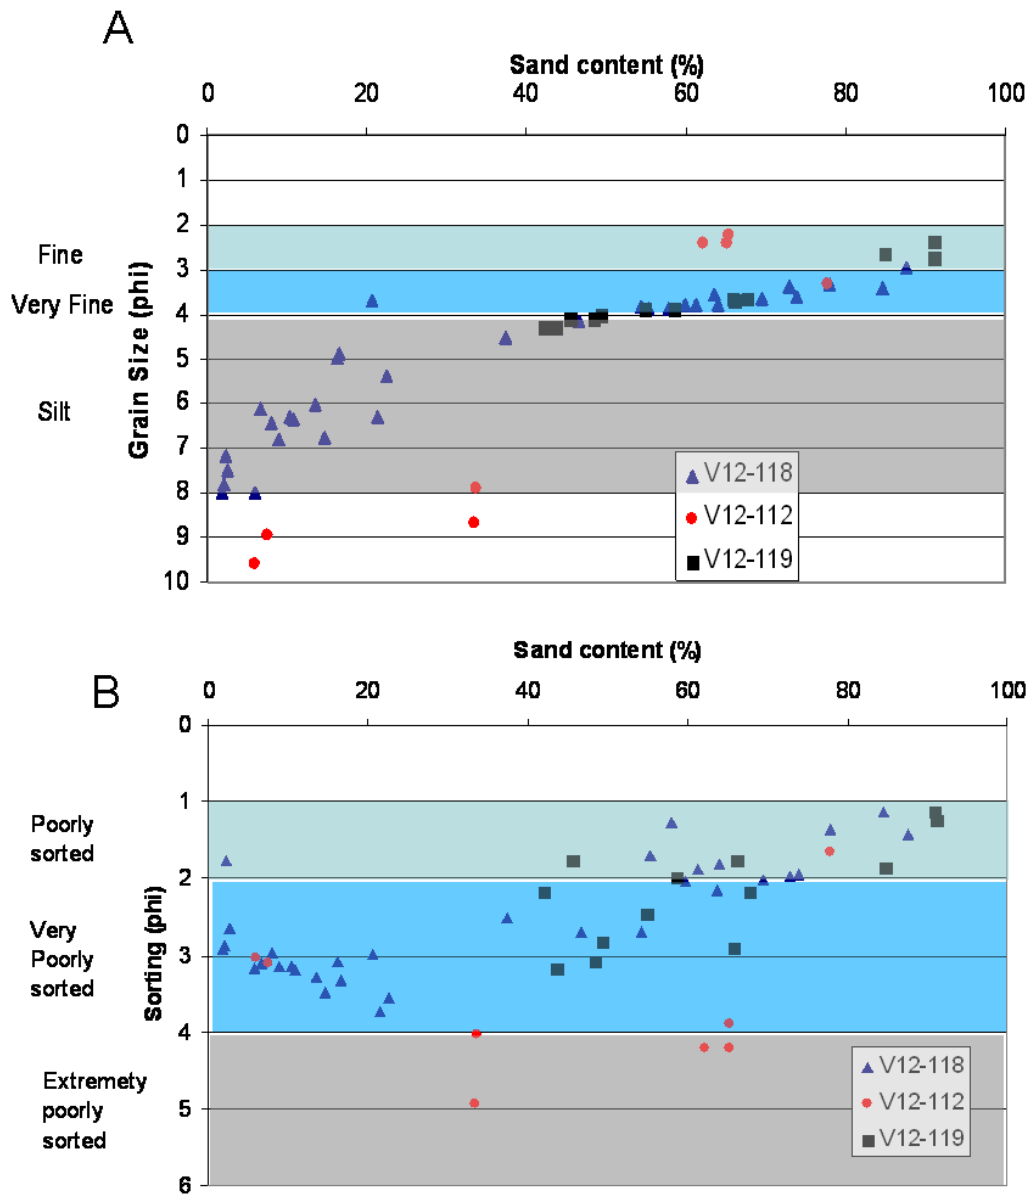 A
Sand content (%)
0 20 40 60 80 100
0
1
2
Fine
3
Very Fine
4
5
Silt
6
7
8
9
10
Grain Size (phi)
V12-118
V12-112
V12-119
Sand content (%)
B
0 20 40 60 80 100
0
1
Poorly
sorted
2
Very
Poorly
sorted
3
4
Extremety
poorly
sorted
5
6
Sorting (phi)
V12-118
V12-112
V12-119